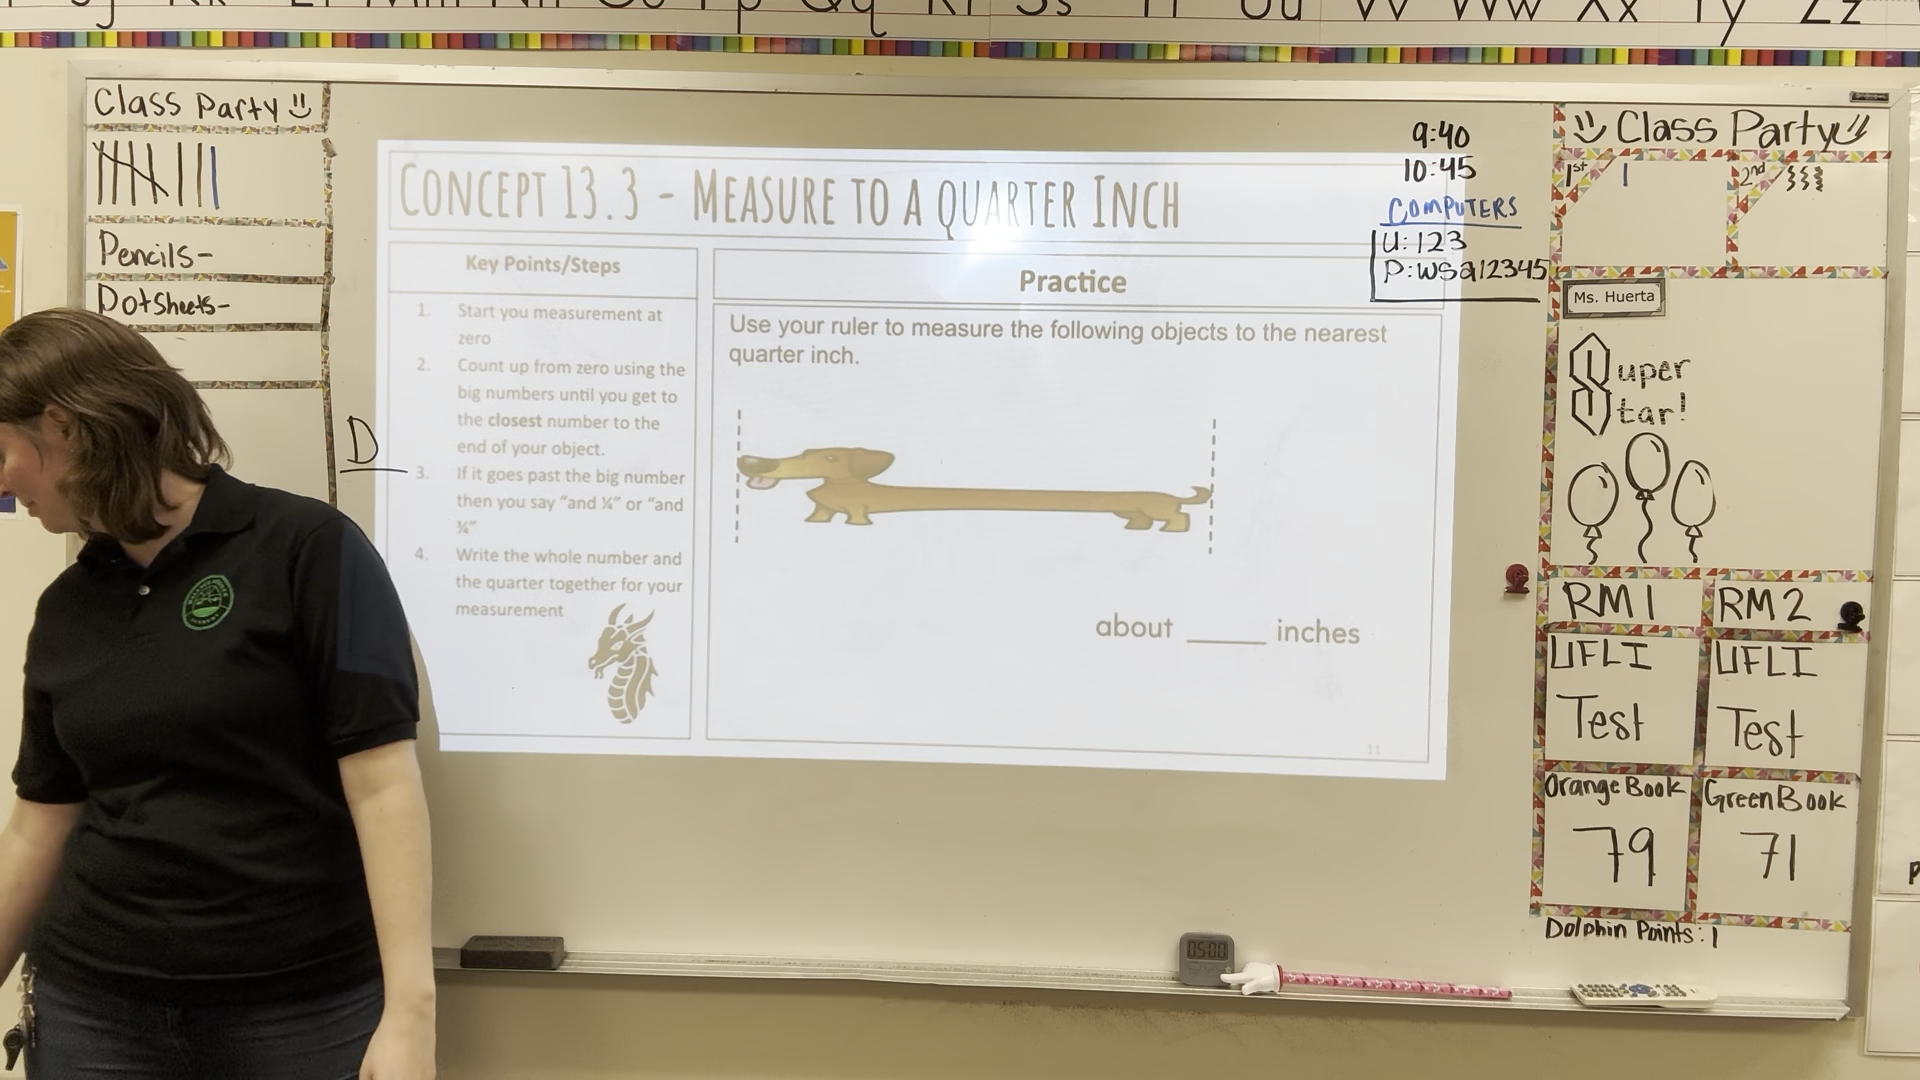 Class Party
Pencils-
Dotsheets-
D
CONCEPT 13.3 - MEASURE TO A QUARTER INCH
Key Points/Steps
1. Start you measurement at
zero
2. Count up from zero using the
big numbers until you get to
the closest number to the
end of your object.
3. If it goes past the big number
then you say "and ¼" or "and
¾"
4. Write the whole number and
the quarter together for your
measurement
Practice
Use your ruler to measure the following objects to the nearest
quarter inch.
about _____ inches
11
9:40
10:45
COMPUTERS
U: 123
P: wsa12345
Class Party
1st
2nd
Ms. Huerta
Super
Star!
RM 1 RM 2
UFLI UFLI
Test Test
Orange Book Green Book
79 71
Dolphin Points: 1
05:00